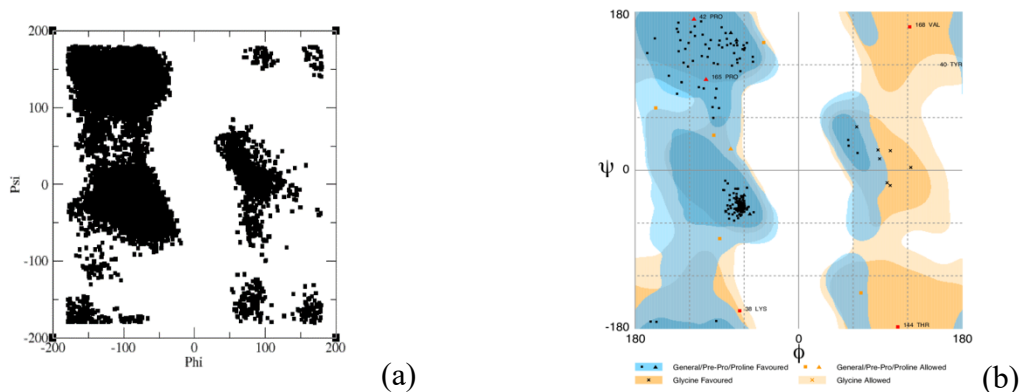 200
100
0
-100
-200
-200
-100
0
100
200
Psi
Phi
(a)
180
0
-180
ψ
42 PRO
168 VAL
40 TYR
165 PRO
38 LYS
144 THR
180
0
180
ϕ
General/Pre-Pro/Proline Favoured
General/Pre-Pro/Proline Allowed
Glycine Favoured
Glycine Allowed
(b)